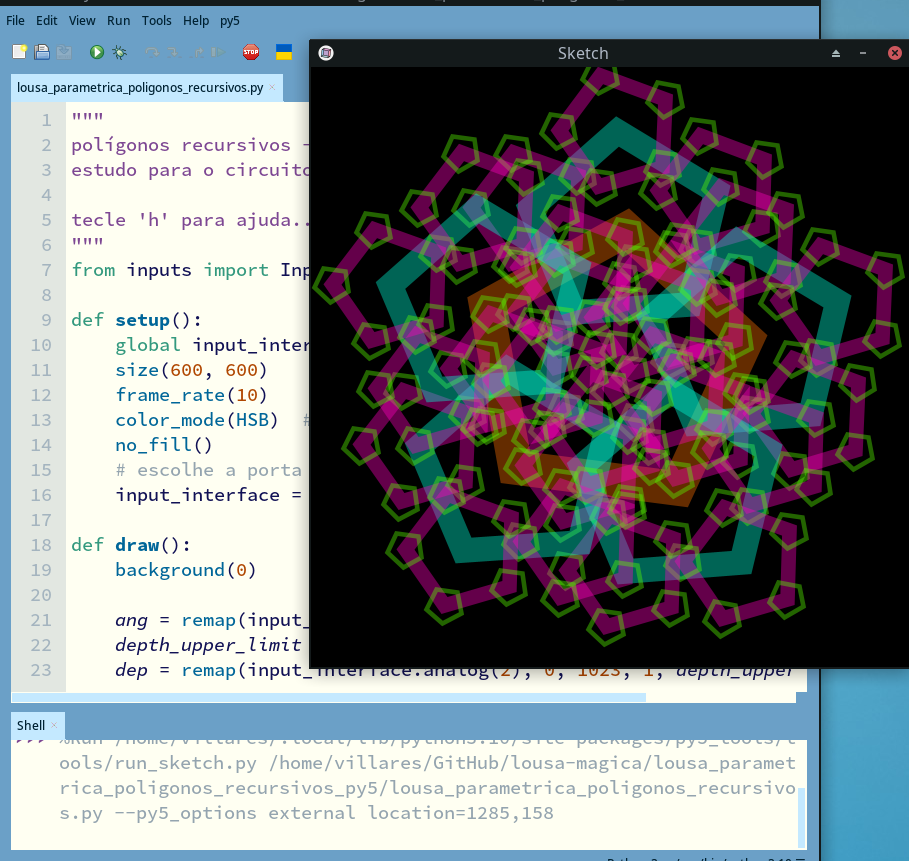 File Edit View Run Tools Help py5
STOP
Sketch
lousa_parametrica_poligonos_recursivos.py
1 """
2 polígonos recursivos -
3 estudo para o circuito
4
5 tecle 'h' para ajuda..
6 """
7 from inputs import Inp
8
9 def setup():
10 global input_inter
11 size(600, 600)
12 frame_rate(10)
13 color_mode(HSB) #
14 no_fill()
15 # escolhe a porta
16 input_interface =
17
18 def draw():
19 background(0)
20
21 ang = remap(input_
22 depth_upper_limit
23 dep = remap(input_interface.analog(2), 0, 1023, 1, depth_upper
Shell
>>> %Run /home/villares/.local/lib/python3.10/site-packages/py5_tools/t
ools/run_sketch.py /home/villares/GitHub/lousa-magica/lousa_paramet
rica_poligonos_recursivos_py5/lousa_parametrica_poligonos_recursivo
s.py --py5_options external location=1285,158